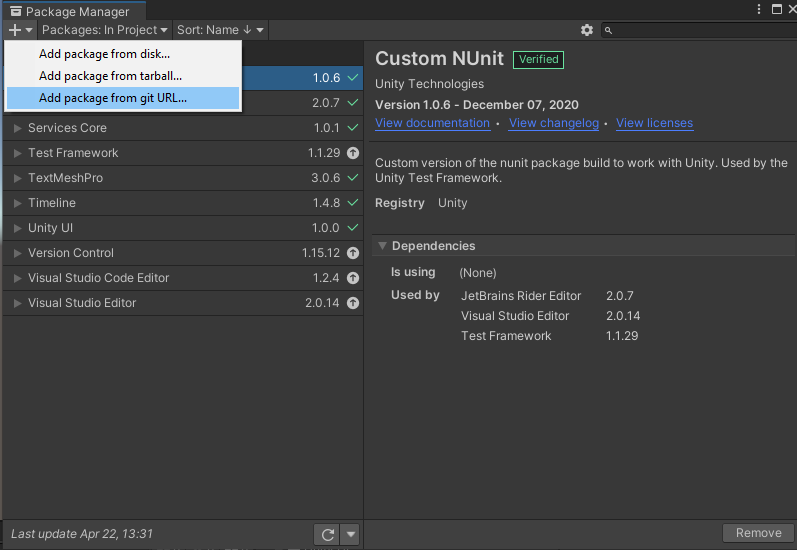 Package Manager
Packages: In Project
Sort: Name ↓
Add package from disk...
Add package from tarball...
Add package from git URL...
1.0.6
2.0.7
Services Core 1.0.1
Test Framework 1.1.29
TextMeshPro 3.0.6
Timeline 1.4.8
Unity UI 1.0.0
Version Control 1.15.12
Visual Studio Code Editor 1.2.4
Visual Studio Editor 2.0.14
Last update Apr 22, 13:31
Custom NUnit Verified
Unity Technologies
Version 1.0.6 - December 07, 2020
View documentation • View changelog • View licenses
Custom version of the nunit package build to work with Unity. Used by the
Unity Test Framework.
Registry Unity
Dependencies
Is using (None)
Used by JetBrains Rider Editor 2.0.7
Visual Studio Editor 2.0.14
Test Framework 1.1.29
Remove